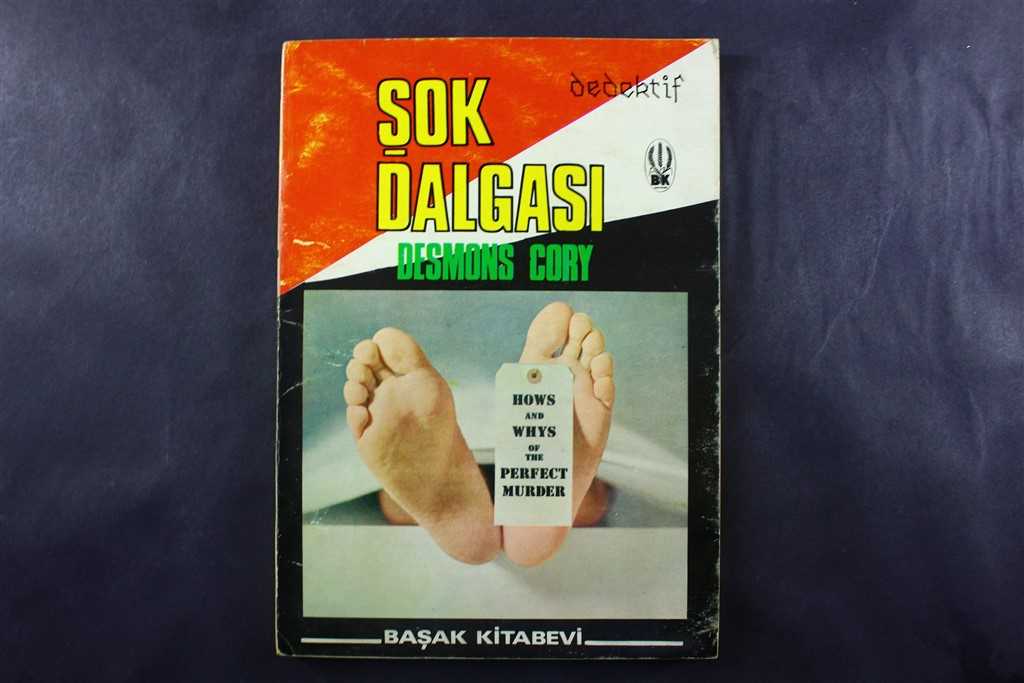 ŞOK
DALGASI
dedektif
BK
DESMONS CORY
HOWS
AND
WHYS
OF
THE
PERFECT
MURDER
BAŞAK KİTABEVİ